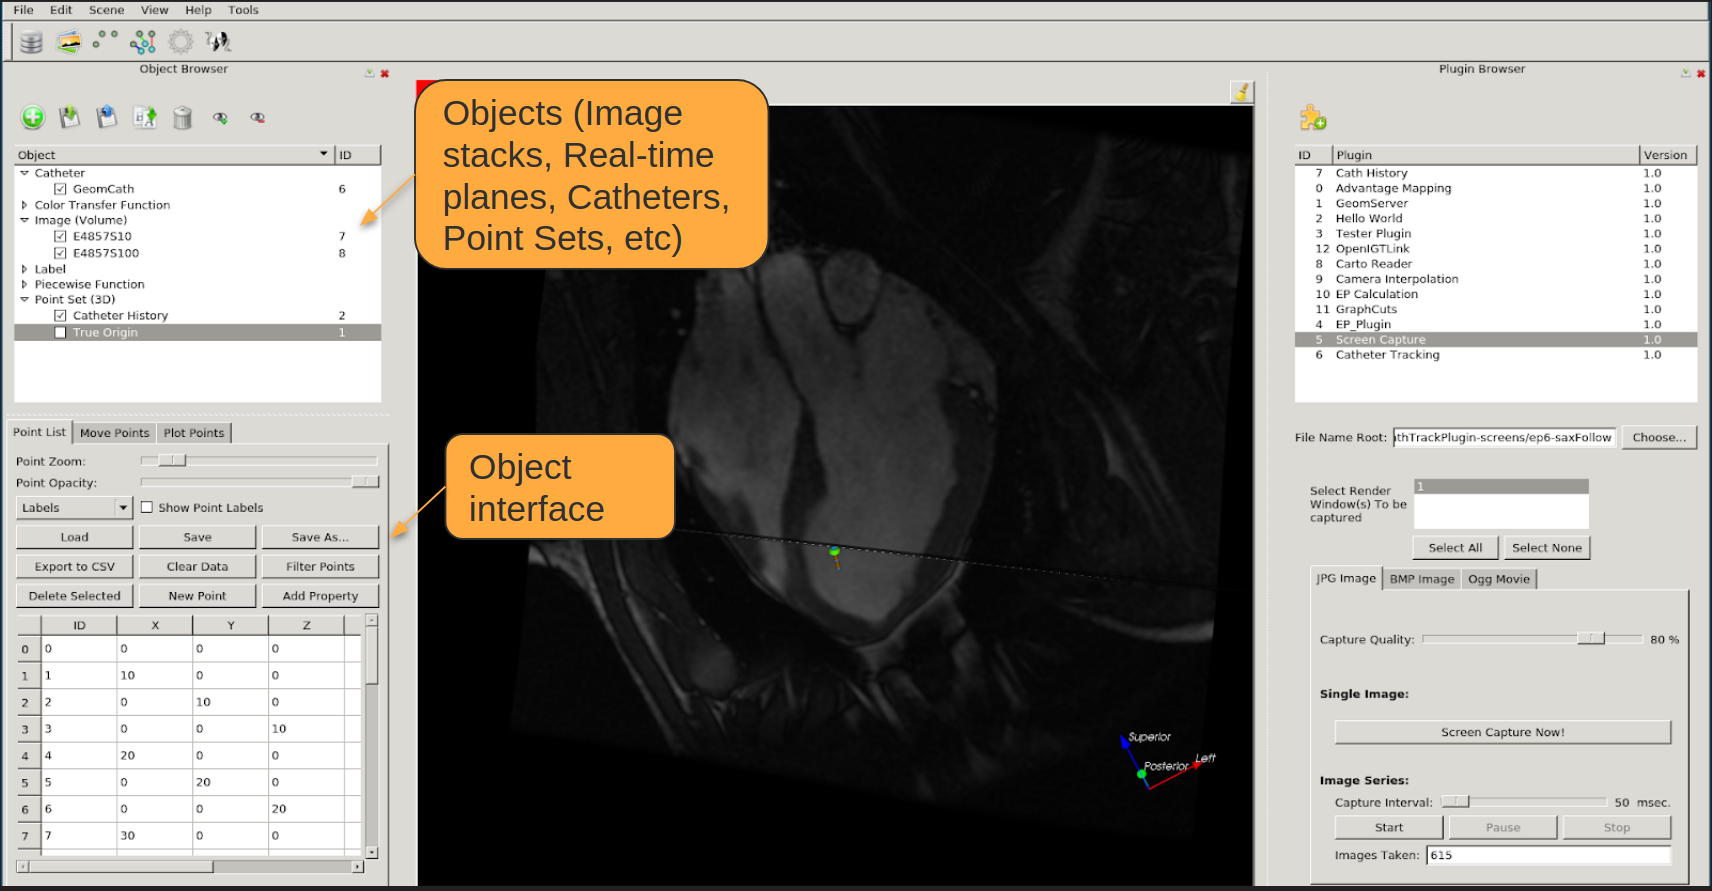 File Edit Scene View Help Tools
Object Browser
Object ID
Catheter
GeomCath 6
Color Transfer Function
Image (Volume)
E4857S10 7
E4857S100 8
Label
Piecewise Function
Point Set (3D)
Catheter History 2
True Origin 1
Point List Move Points Plot Points
Point Zoom:
Point Opacity:
Labels Show Point Labels
Load Save Save As...
Export to CSV Clear Data Filter Points
Delete Selected New Point Add Property
ID X Y Z
0 0 0 0 0
1 1 10 0 0
2 2 0 10 0
3 3 0 0 10
4 4 20 0 0
5 5 0 20 0
6 6 0 0 20
7 7 30 0 0
Objects (Image
stacks, Real-time
planes, Catheters,
Point Sets, etc)
Object
interface
Superior
Posterior Left
Plugin Browser
ID Plugin Version
7 Cath History 1.0
0 Advantage Mapping 1.0
1 GeomServer 1.0
2 Hello World 1.0
3 Tester Plugin 1.0
12 OpenIGTLink 1.0
8 Carto Reader 1.0
9 Camera Interpolation 1.0
10 EP Calculation 1.0
11 GraphCuts 1.0
4 EP_Plugin 1.0
5 Screen Capture 1.0
6 Catheter Tracking 1.0
File Name Root: thTrackPlugin-screens/ep6-saxFollow Choose...
Select Render
Window(s) To be
captured
1
Select All Select None
JPG Image BMP Image Ogg Movie
Capture Quality: 80 %
Single Image:
Screen Capture Now!
Image Series:
Capture Interval: 50 msec.
Start Pause Stop
Images Taken: 615